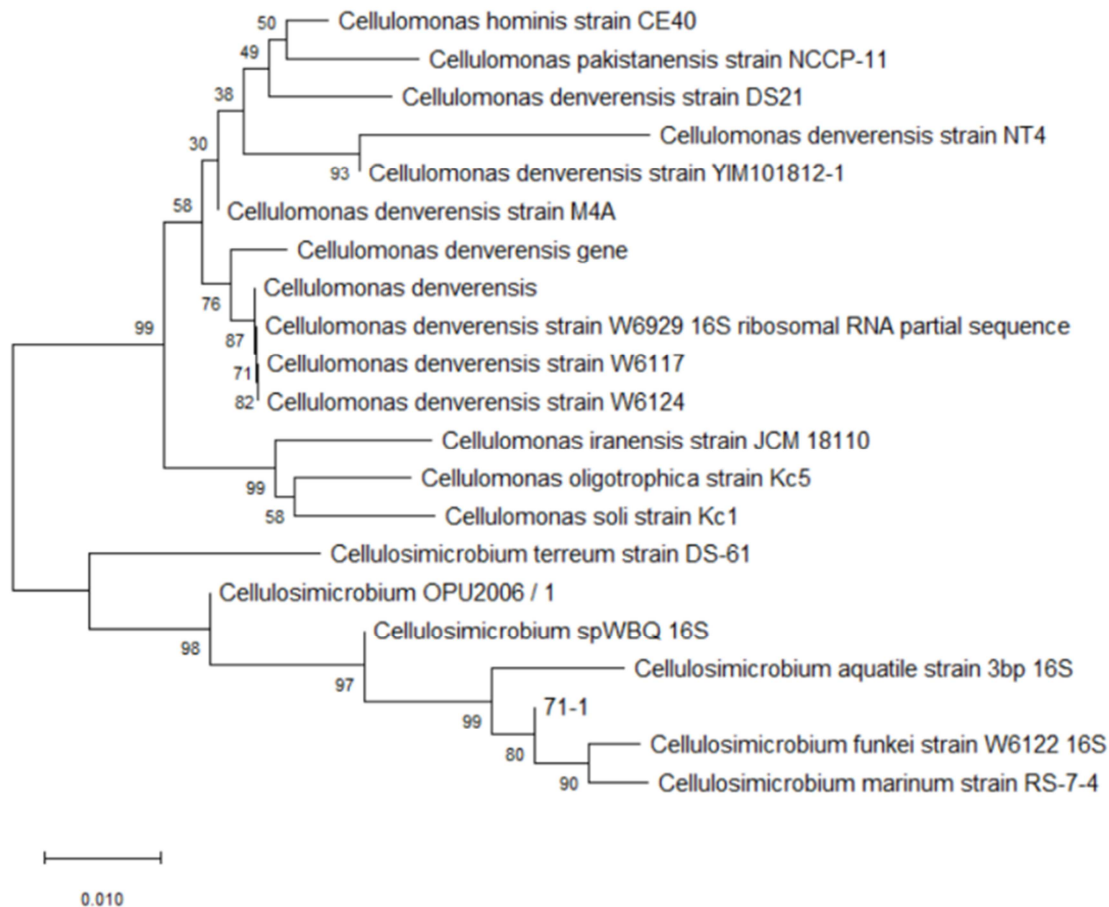 50 Cellulomonas hominis strain CE40
49
Cellulomonas pakistanensis strain NCCP-11
38 Cellulomonas denverensis strain DS21
30 Cellulomonas denverensis strain NT4
93 Cellulomonas denverensis strain YIM101812-1
58 Cellulomonas denverensis strain M4A
Cellulomonas denverensis gene
76 Cellulomonas denverensis
99 87 Cellulomonas denverensis strain W6929 16S ribosomal RNA partial sequence
71 Cellulomonas denverensis strain W6117
82 Cellulomonas denverensis strain W6124
Cellulomonas iranensis strain JCM 18110
99 Cellulomonas oligotrophica strain Kc5
58 Cellulomonas soli strain Kc1
Cellulosimicrobium terreum strain DS-61
Cellulosimicrobium OPU2006 / 1
98 Cellulosimicrobium spWBQ 16S
97 Cellulosimicrobium aquatile strain 3bp 16S
99 71-1
80 Cellulosimicrobium funkei strain W6122 16S
90 Cellulosimicrobium marinum strain RS-7-4
0.010